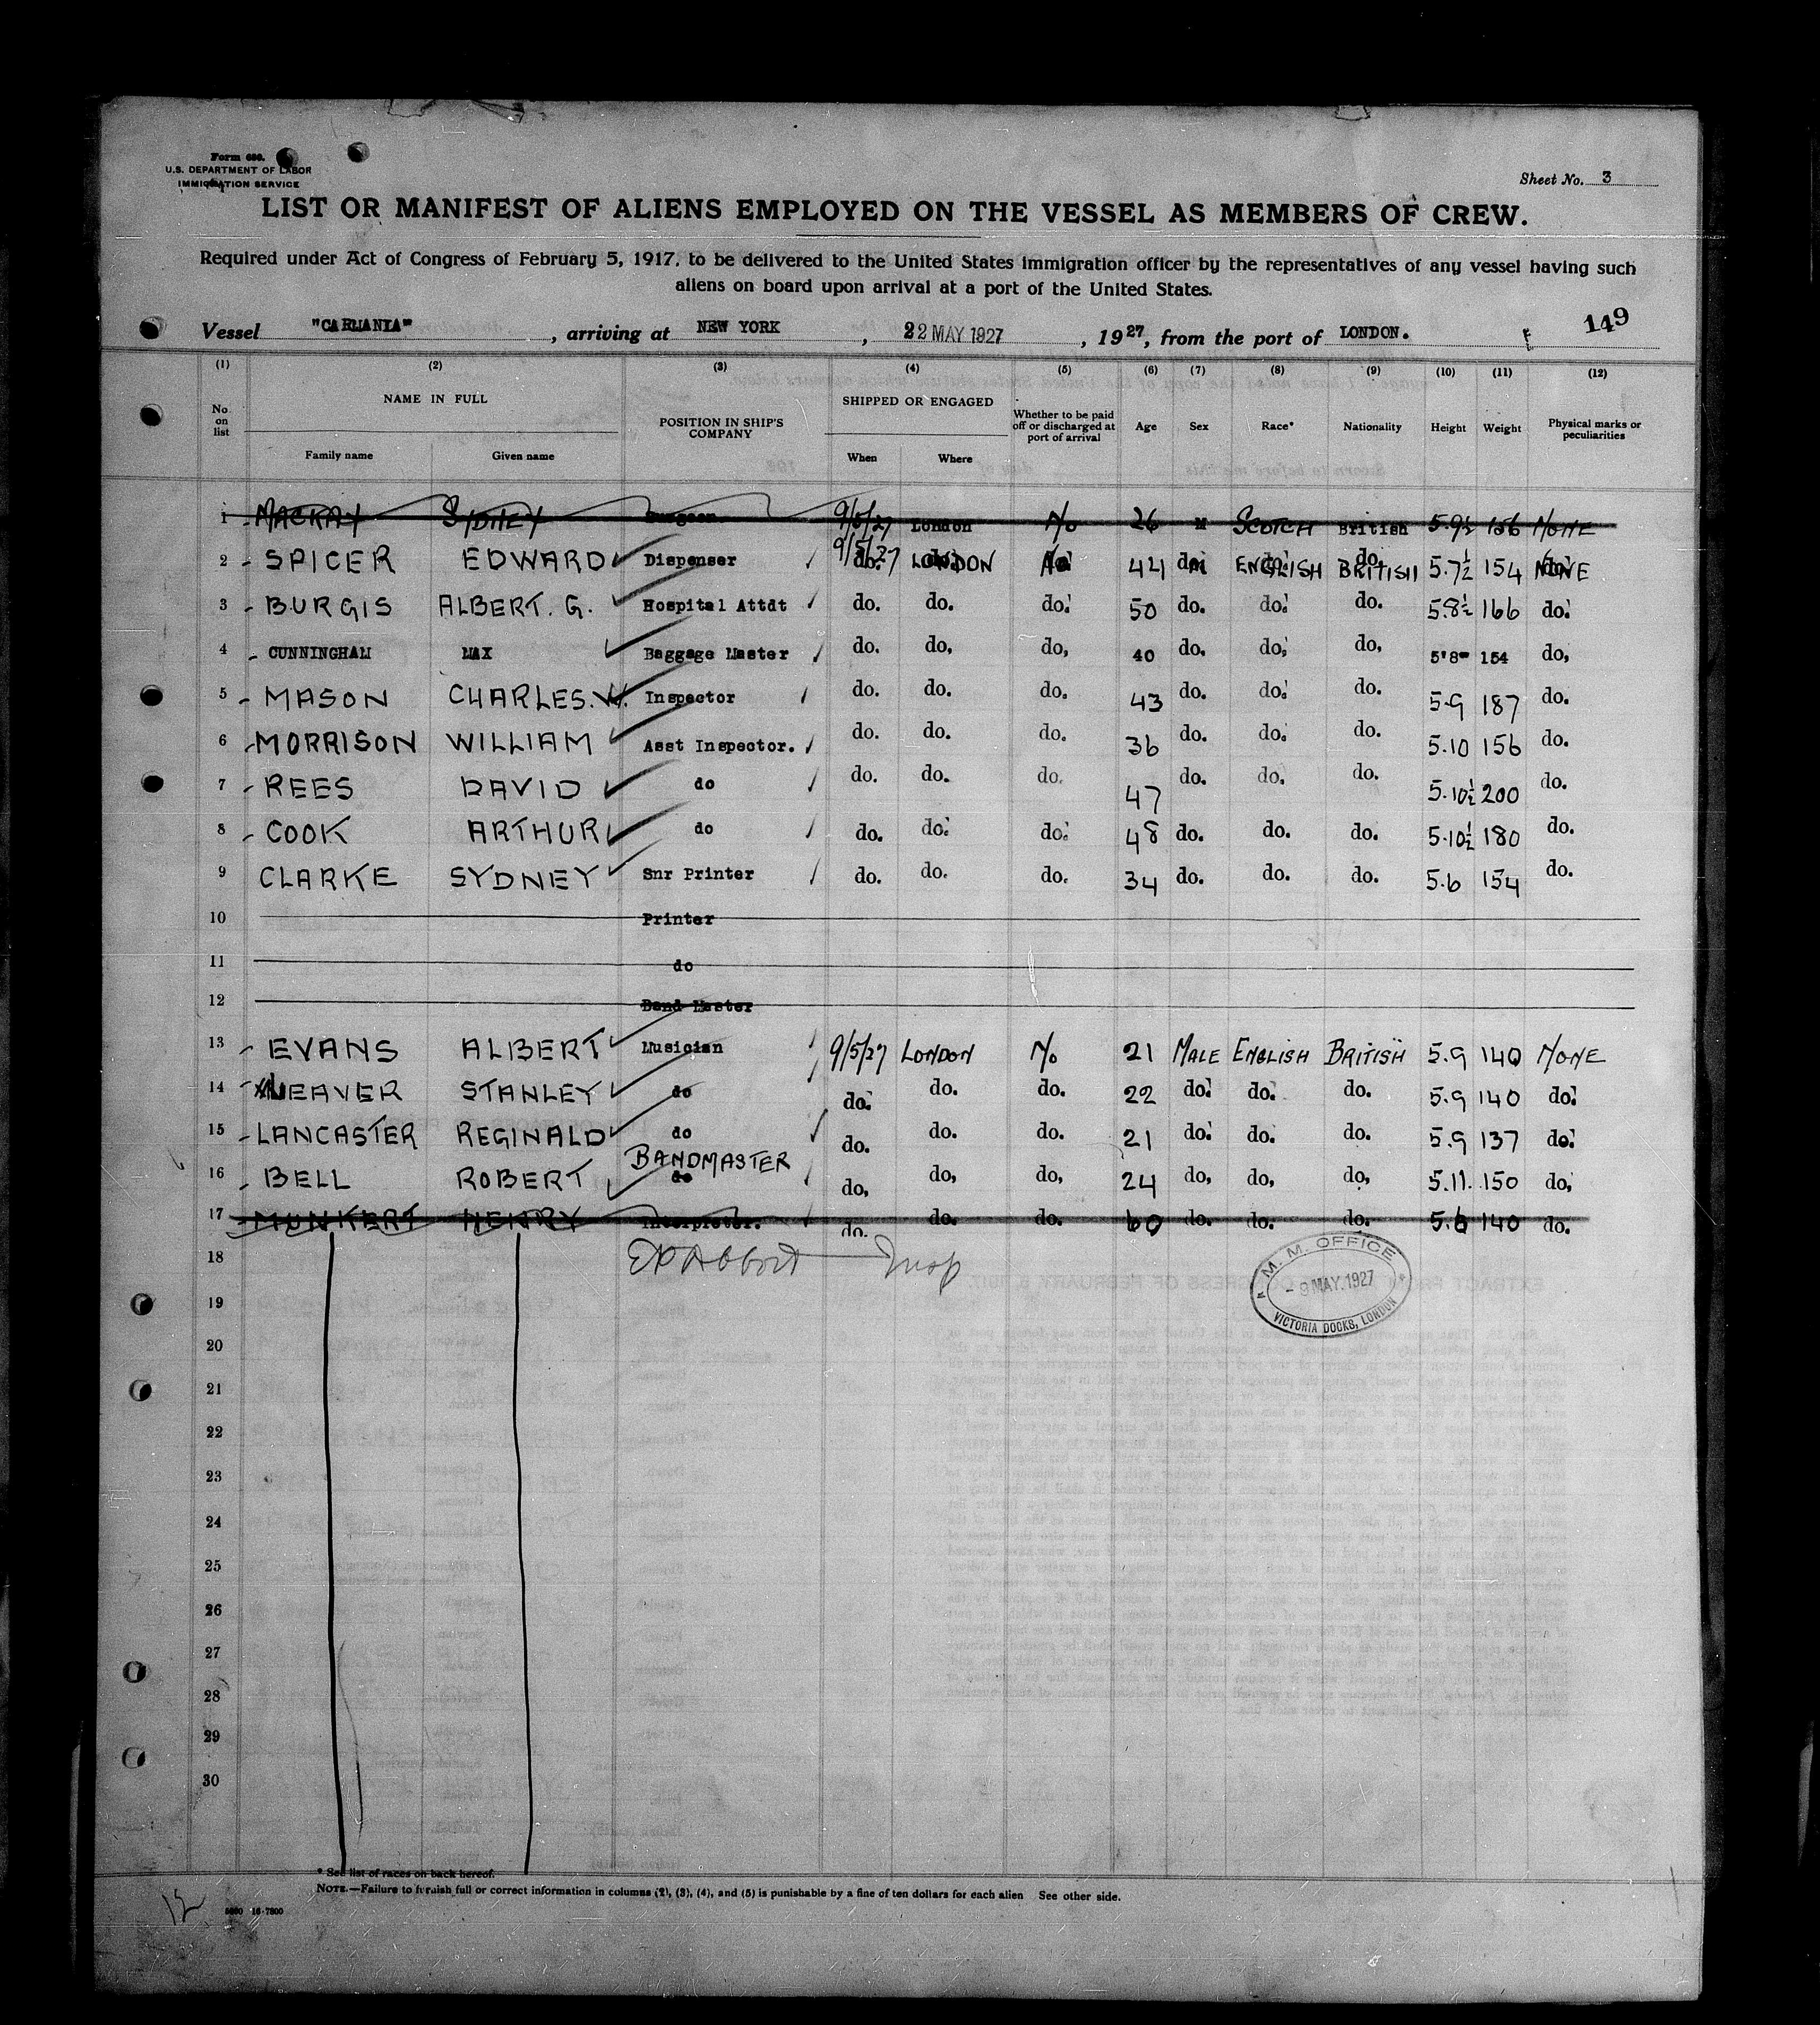 Form 680.
U.S. DEPARTMENT OF LABOR
IMMIGRATION SERVICE
Sheet No. 3
LIST OR MANIFEST OF ALIENS EMPLOYED ON THE VESSEL AS MEMBERS OF CREW.
Required under Act of Congress of February 5, 1917, to be delivered to the United States immigration officer by the representatives of any vessel having such
aliens on board upon arrival at a port of the United States.
Vessel "CARMANIA", arriving at NEW YORK, 22 MAY 1927, 1927, from the port of LONDON.
149
(1) (2) (3) (4) (5) (6) (7) (8) (9) (10) (11) (12)
No on list NAME IN FULL Family name Given name POSITION IN SHIP'S COMPANY SHIPPED OR ENGAGED When Where Whether to be paid off or discharged at port of arrival Age Sex Race* Nationality Height Weight Physical marks or peculiarities
1 MACKAY SIDNEY Surgeon 9/5/27 London No 26 M SCOTCH British 5.9½ 156 NONE
2 SPICER EDWARD Dispenser 9/5/27 LONDON No 44 ENGLISH BRITISH 5.7½ 154 NONE
3 BURGIS ALBERT. G. Hospital Attdt do. do. do. 50 do. do. do. 5.8½ 166 do.
4 CUNNINGHAM MAX Baggage Master do. do. do. 40 do. do. do. 5'8" 154 do.
5 MASON CHARLES.W. Inspector do. do. do. 43 do. do. do. 5.9 187 do.
6 MORRISON WILLIAM Asst Inspector. do. do. do. 36 do. do. do. 5.10 156 do.
7 REES DAVID do do. do. do. 47 do. do. do. 5.10½ 200 do.
8 COOK ARTHUR do do. do. do. 48 do. do. do. 5.10½ 180 do.
9 CLARKE SYDNEY Snr Printer do. do. do. 34 do. do. do. 5.6 154 do.
10 Printer
11 do
12 Band Master
13 EVANS ALBERT Musician 9/5/27 LONDON No 21 MALE ENGLISH BRITISH 5.9 140 NONE
14 WEAVER STANLEY do do. do. do. 22 do. do. do. 5.9 140 do.
15 LANCASTER REGINALD do do. do. do. 21 do. do. do. 5.9 137 do.
16 BELL ROBERT BANDMASTER do do. do. do. 24 do. do. do. 5.11. 150 do.
17 MUNKERT HENRY Interpreter. do. do. do. 60 do. do. do. 5.6 140 do.
18
19
20
21
22
23
24
25
26
27
28
29
30
M. M. OFFICE
- 9 MAY.1927
VICTORIA DOCKS, LONDON
* See list of races on back hereof.
NOTE.—Failure to furnish full or correct information in columns (2), (3), (4), and (5) is punishable by a fine of ten dollars for each alien See other side.
12